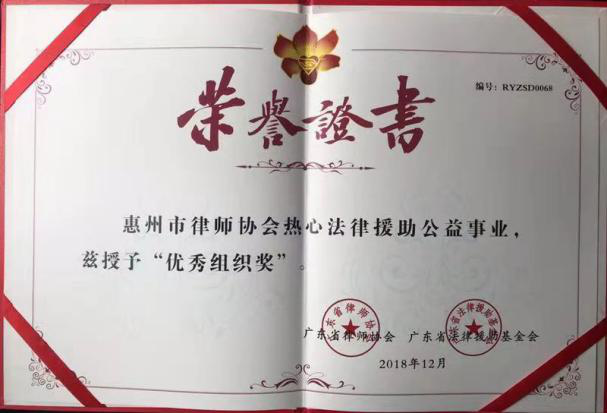 编号：RYZSD0068
荣誉證書
惠州市律师协会热心法律援助公益事业，
兹授予“优秀组织奖”。
广东省律师协会 广东省法律援助基金会
2018年12月